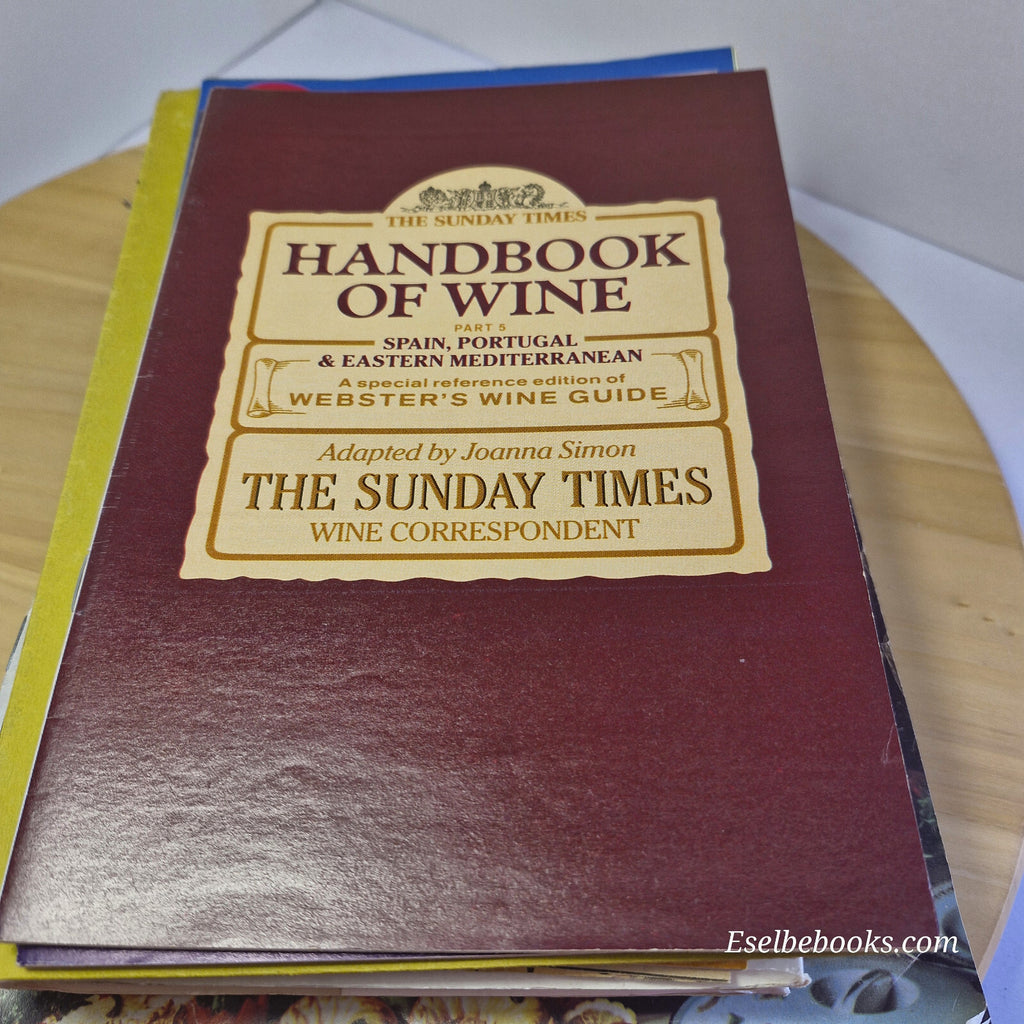 THE SUNDAY TIMES
HANDBOOK
OF WINE
PART 5
SPAIN, PORTUGAL
& EASTERN MEDITERRANEAN
A special reference edition of
WEBSTER'S WINE GUIDE
Adapted by Joanna Simon
THE SUNDAY TIMES
WINE CORRESPONDENT
Eselbebooks.com